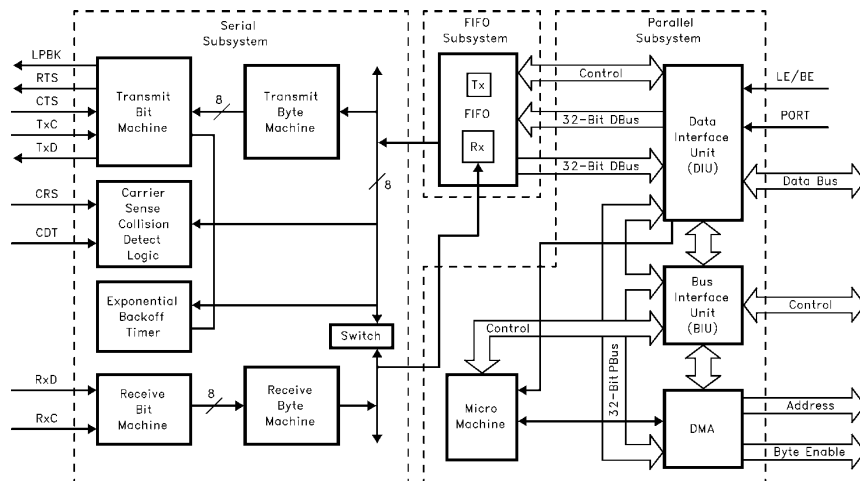 Serial
Subsystem
FIFO
Subsystem
Parallel
Subsystem
LPBK
RTS
CTS
TxC
TxD
Transmit
Bit
Machine
8
Transmit
Byte
Machine
8
Tx
FIFO
Rx
Control
32-Bit DBus
32-Bit DBus
Data
Interface
Unit
(DIU)
LE/BE
PORT
Data Bus
CRS
CDT
Carrier
Sense
Collision
Detect
Logic
Exponential
Backoff
Timer
Switch
Control
Bus
Interface
Unit
(BIU)
Control
RxD
RxC
Receive
Bit
Machine
8
Receive
Byte
Machine
Micro
Machine
32-Bit PBus
DMA
Address
Byte Enable